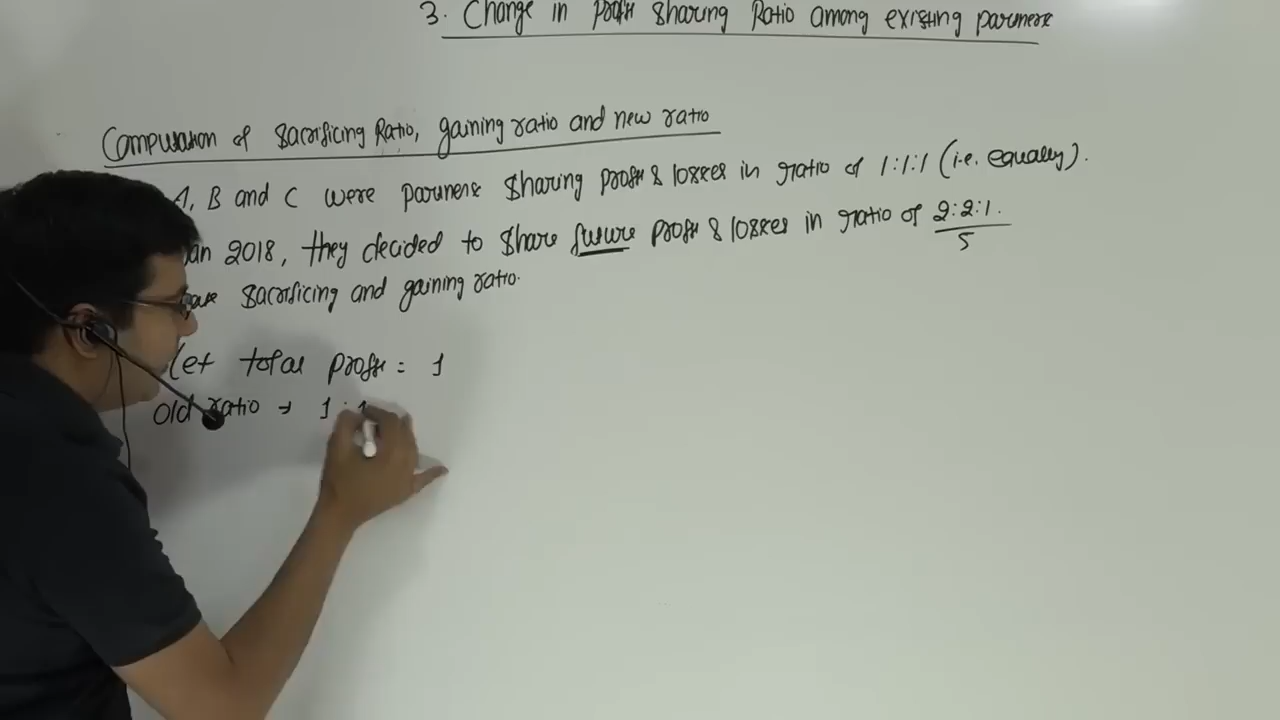 3. Change in Profit Sharing Ratio among existing partners
Computation of Sacrificing Ratio, gaining ratio and new ratio
A, B and C were partners sharing profit & losses in ratio of 1:1:1 (i.e. equally).
2018, they decided to share future profit & losses in ratio of 2:2:1.
5
sacrificing and gaining ratio.
Let total profit = 1
Old ratio → 1 : 1